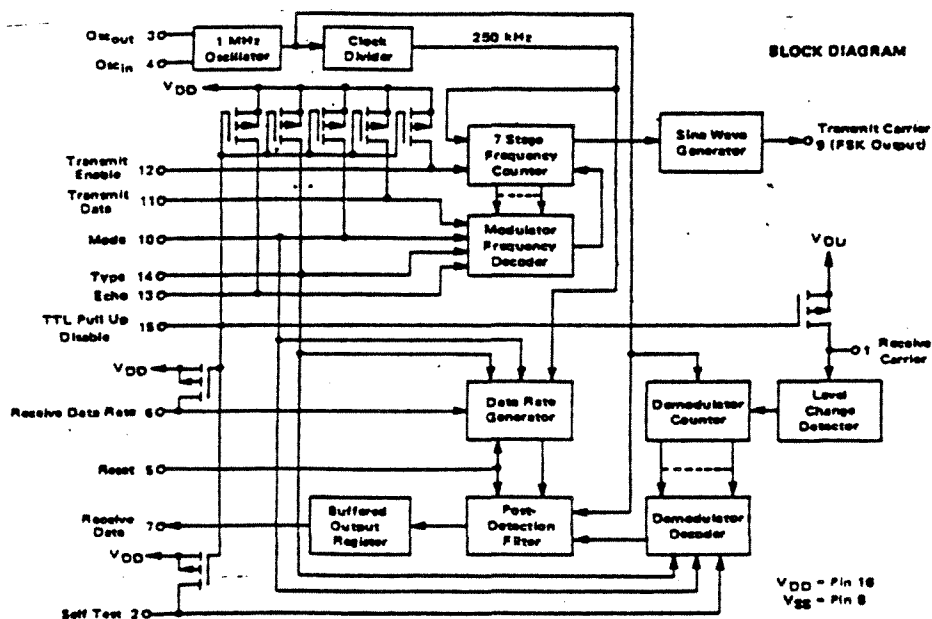 BLOCK DIAGRAM
Osc out 3
Osc in 4
1 MHz
Oscillator
Clock
Divider
250 kHz
VDD
7 Stage
Frequency
Counter
Sine Wave
Generator
Transmit Carrier
9 (FSK Output)
Transmit
Enable 12
Transmit
Data 11
Mode 10
Modulator
Frequency
Decoder
Type 14
Echo 13
TTL Pull Up
Disable 15
VDD
1 Receive
Carrier
VDD
Receive Data Rate 6
Data Rate
Generator
Demodulator
Counter
Level
Change
Detector
Reset 5
Receive
Data 7
Buffered
Output
Register
Post-
Detection
Filter
Demodulator
Decoder
VDD
Self Test 2
VDD = Pin 16
VSS = Pin 8